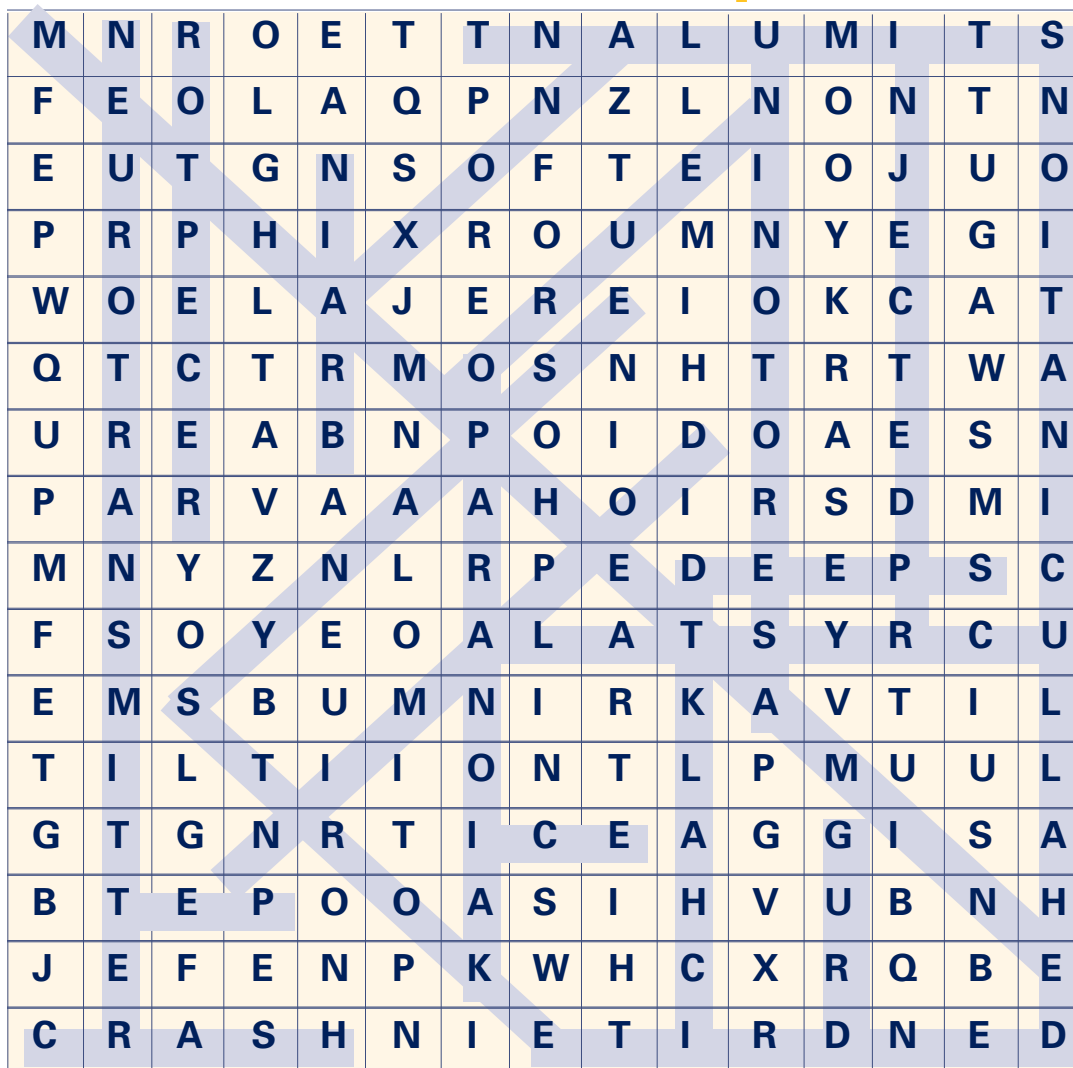 M N R O E T T N A L U M I T S
F E O L A Q P N Z L N O N T N
E U T G N S O F T E I O J U O
P R P H I X R O U M N Y E G I
W O E L A J E R E I O K C A T
Q T C T R M O S N H T R T W A
U R E A B N P O I D O A E S N
P A R V A A A H O I R S D M I
M N Y Z N L R P E D E E P S C
F S O Y E O A L A T S Y R C U
E M S B U M N I R K A V T I L
T I L T I I O N T L P M U U L
G T G N R T I C E A G G I S A
B T E P O O A S I H V U B N H
J E F E N P K W H C X R Q B E
C R A S H N I E T I R D N E D